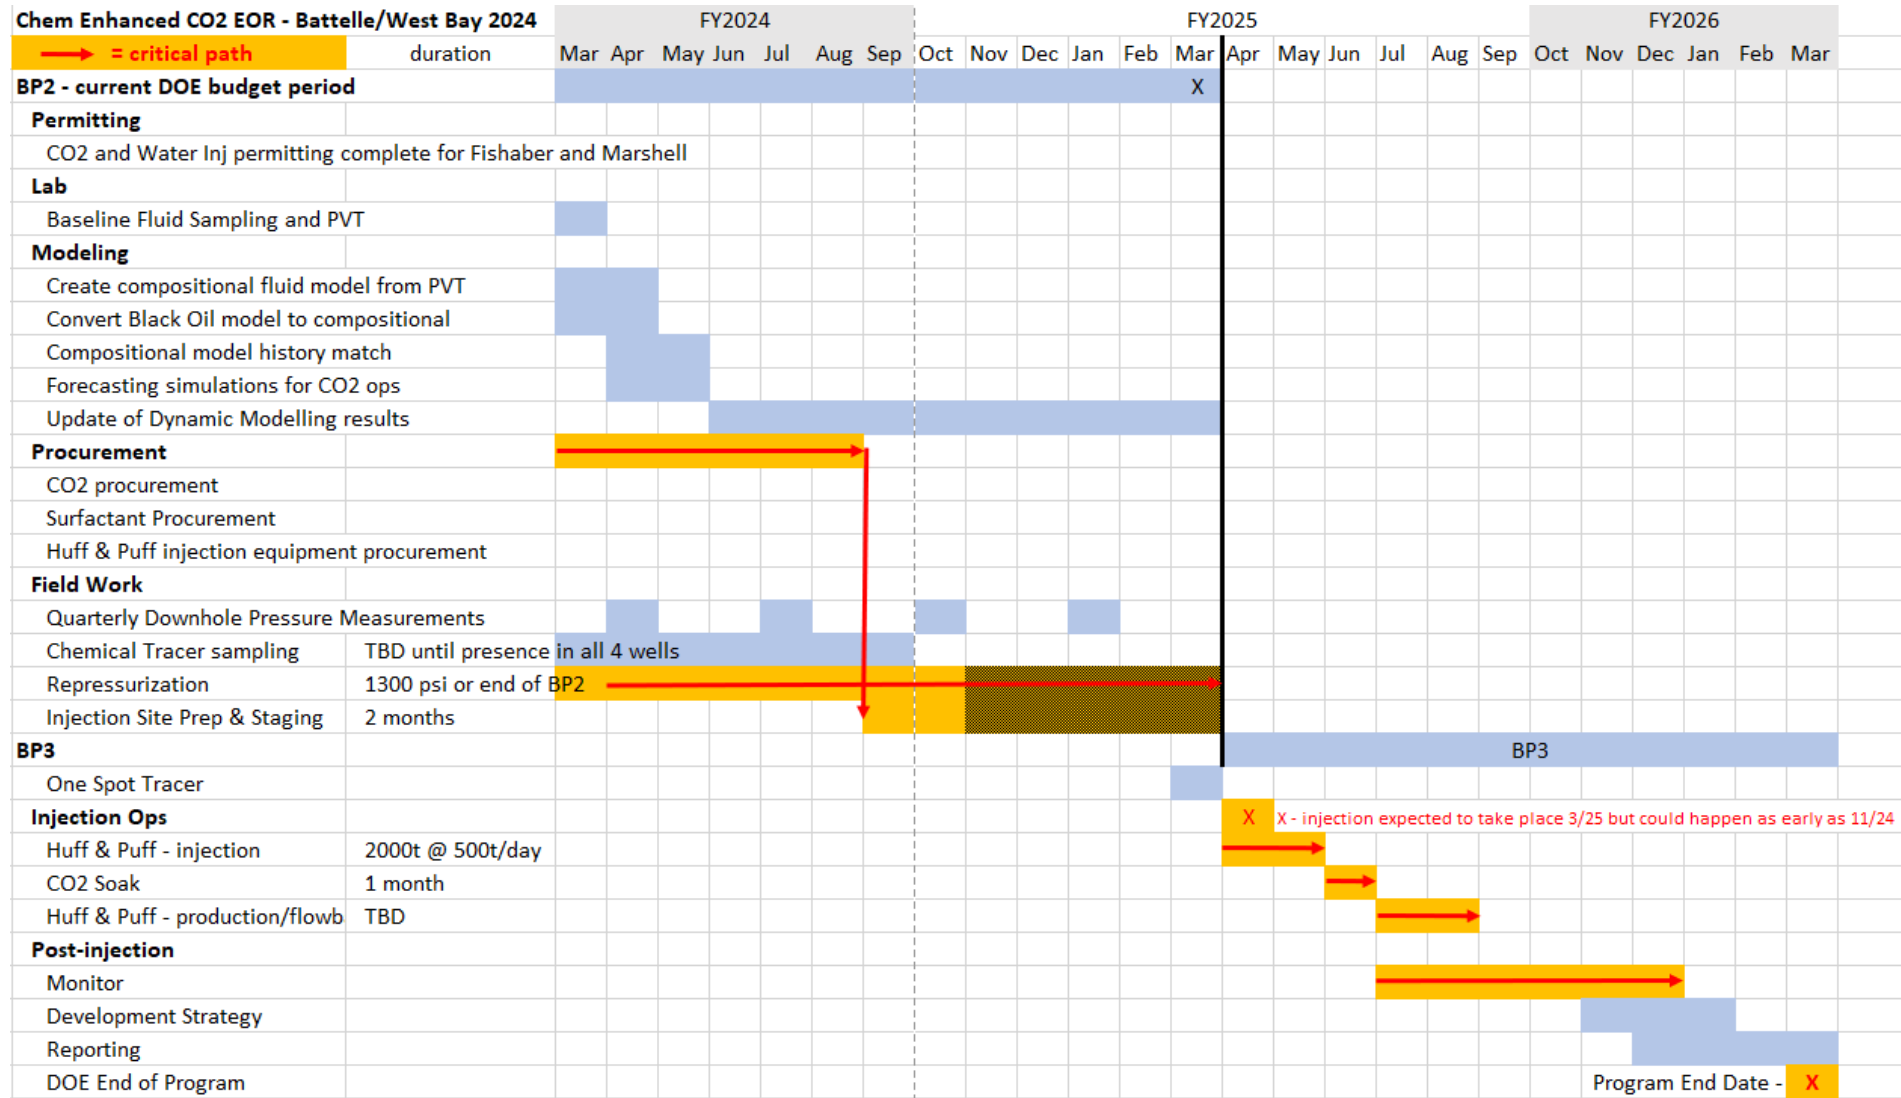 Chem Enhanced CO2 EOR - Battelle/West Bay 2024 FY2024 FY2025 FY2026
= critical path duration Mar Apr May Jun Jul Aug Sep Oct Nov Dec Jan Feb Mar Apr May Jun Jul Aug Sep Oct Nov Dec Jan Feb Mar
BP2 - current DOE budget period X
Permitting
CO2 and Water Inj permitting complete for Fishaber and Marshell
Lab
Baseline Fluid Sampling and PVT
Modeling
Create compositional fluid model from PVT
Convert Black Oil model to compositional
Compositional model history match
Forecasting simulations for CO2 ops
Update of Dynamic Modelling results
Procurement
CO2 procurement
Surfactant Procurement
Huff & Puff injection equipment procurement
Field Work
Quarterly Downhole Pressure Measurements
Chemical Tracer sampling TBD until presence in all 4 wells
Repressurization 1300 psi or end of BP2
Injection Site Prep & Staging 2 months
BP3 BP3
One Spot Tracer
Injection Ops X X - injection expected to take place 3/25 but could happen as early as 11/24
Huff & Puff - injection 2000t @ 500t/day
CO2 Soak 1 month
Huff & Puff - production/flowb TBD
Post-injection
Monitor
Development Strategy
Reporting
DOE End of Program Program End Date - X